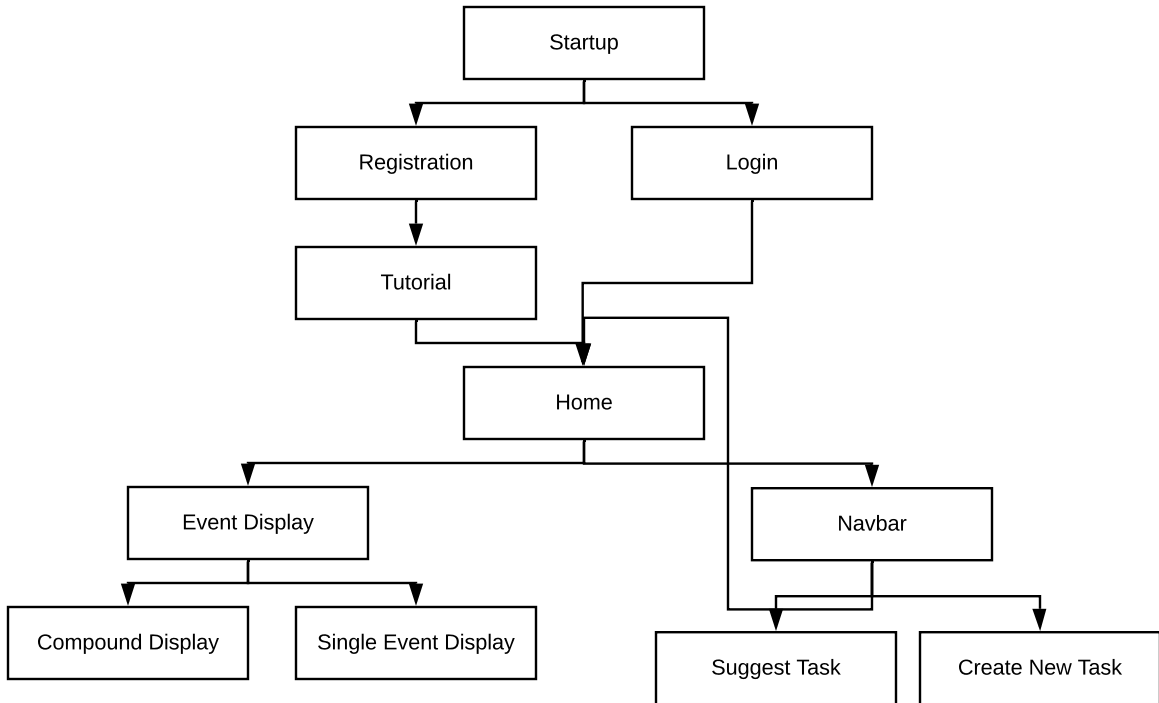 Startup
Registration
Login
Tutorial
Home
Event Display
Navbar
Compound Display
Single Event Display
Suggest Task
Create New Task